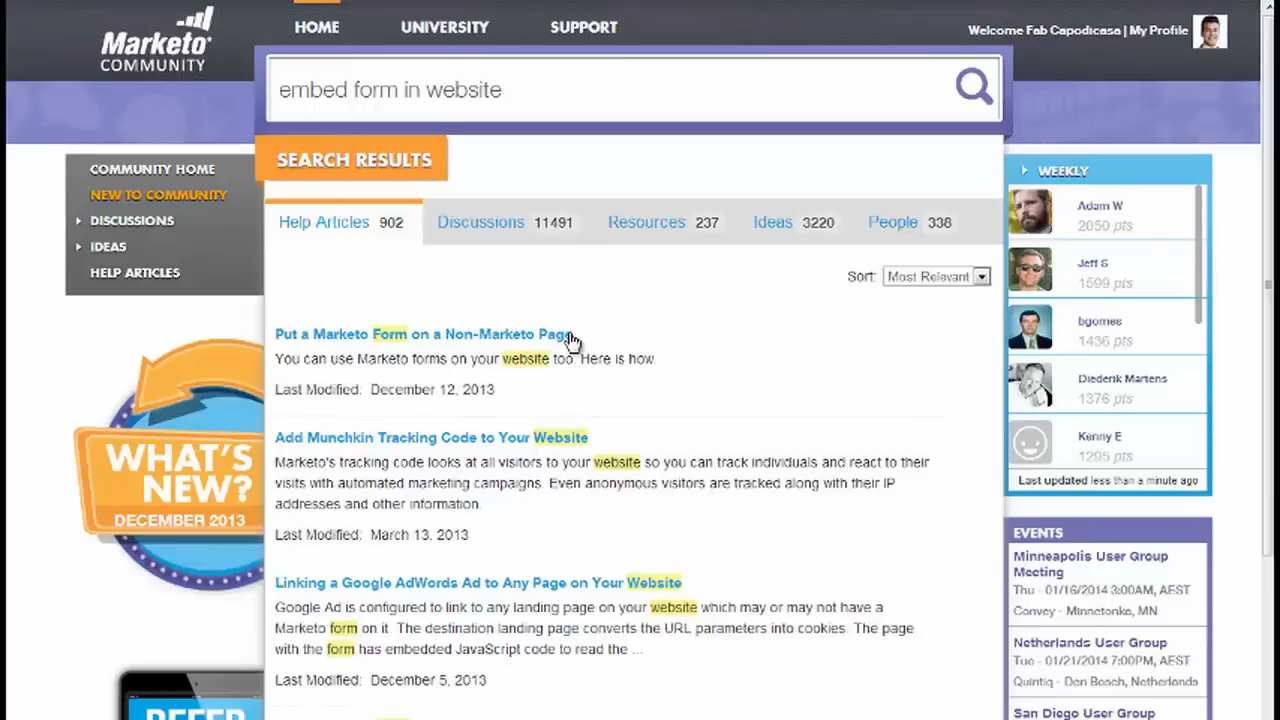 Marketo
COMMUNITY
HOME
UNIVERSITY
SUPPORT
Welcome Fab Capodicasa | My Profile
embed form in website
SEARCH RESULTS
COMMUNITY HOME
NEW TO COMMUNITY
DISCUSSIONS
IDEAS
HELP ARTICLES
WHAT'S
NEW?
DECEMBER 2013
REFER
Help Articles 902
Discussions 11491
Resources 237
Ideas 3220
People 338
Sort: Most Relevant
Put a Marketo Form on a Non-Marketo Page
You can use Marketo forms on your website too. Here is how
Last Modified: December 12, 2013
Add Munchkin Tracking Code to Your Website
Marketo's tracking code looks at all visitors to your website so you can track individuals and react to their
visits with automated marketing campaigns. Even anonymous visitors are tracked along with their IP
addresses and other information.
Last Modified: March 13, 2013
Linking a Google AdWords Ad to Any Page on Your Website
Google Ad is configured to link to any landing page on your website which may or may not have a
Marketo form on it. The destination landing page converts the URL parameters into cookies. The page
with the form has embedded JavaScript code to read the ...
Last Modified: December 5, 2013
WEEKLY
Adam W
2050 pts
Jeff S
1599 pts
bgomes
1436 pts
Diederik Martens
1376 pts
Kenny E
1295 pts
Last updated less than a minute ago
EVENTS
Minneapolis User Group
Meeting
Thu - 01/16/2014 3:00AM, AEST
Convey - Minnetonka, MN
Netherlands User Group
Tue - 01/21/2014 7:00PM, AEST
Quintiq - Den Bosch, Netherlands
San Diego User Group